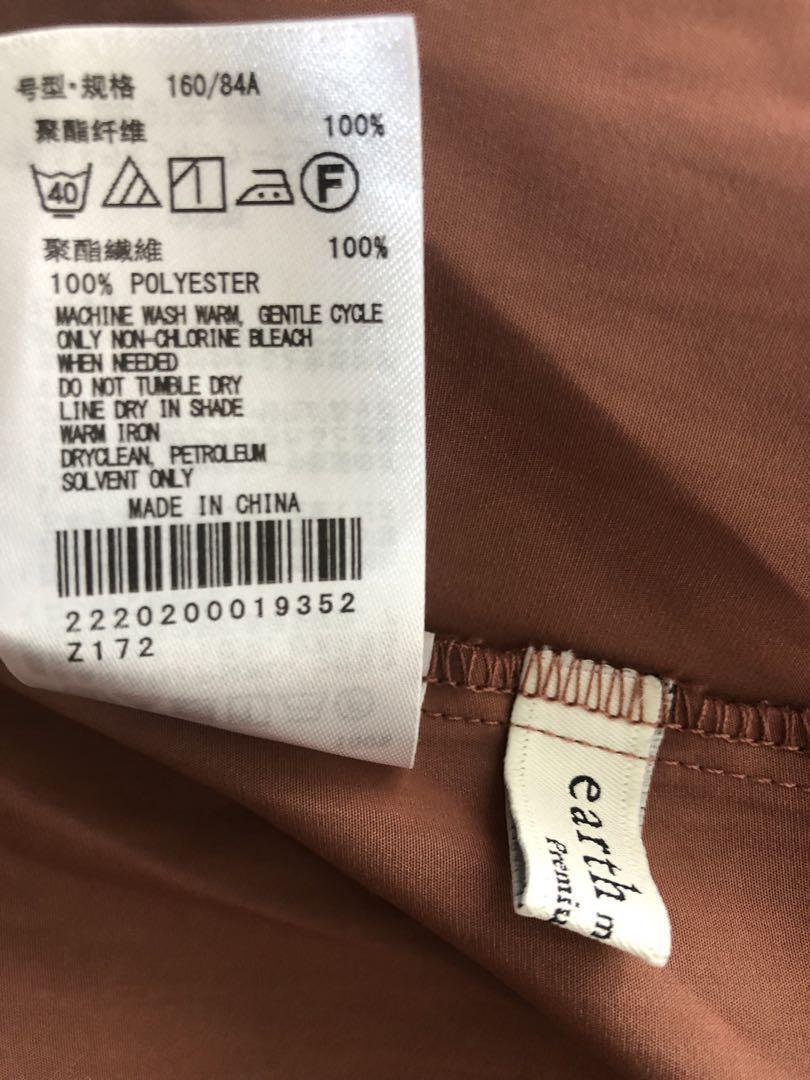 号型·规格 160/84A
聚酯纤维 100%
40 F
聚酯纖維 100%
100% POLYESTER
MACHINE WASH WARM, GENTLE CYCLE
ONLY NON-CHLORINE BLEACH
WHEN NEEDED
DO NOT TUMBLE DRY
LINE DRY IN SHADE
WARM IRON
DRYCLEAN, PETROLEUM
SOLVENT ONLY
MADE IN CHINA
2220200019352
Z172
earth m
Premiu